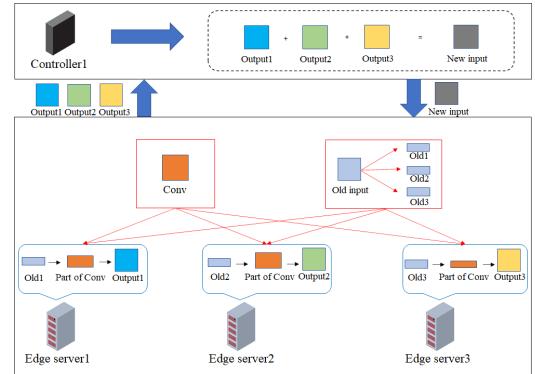 Controller1
+
+
=
Output1
Output2
Output3
New input
Output1
Output2
Output3
New input
Conv
Old input
Old1
Old2
Old3
Old1
Part of Conv
Output1
Old2
Part of Conv
Output2
Old3
Part of Conv
Output3
Edge server1
Edge server2
Edge server3